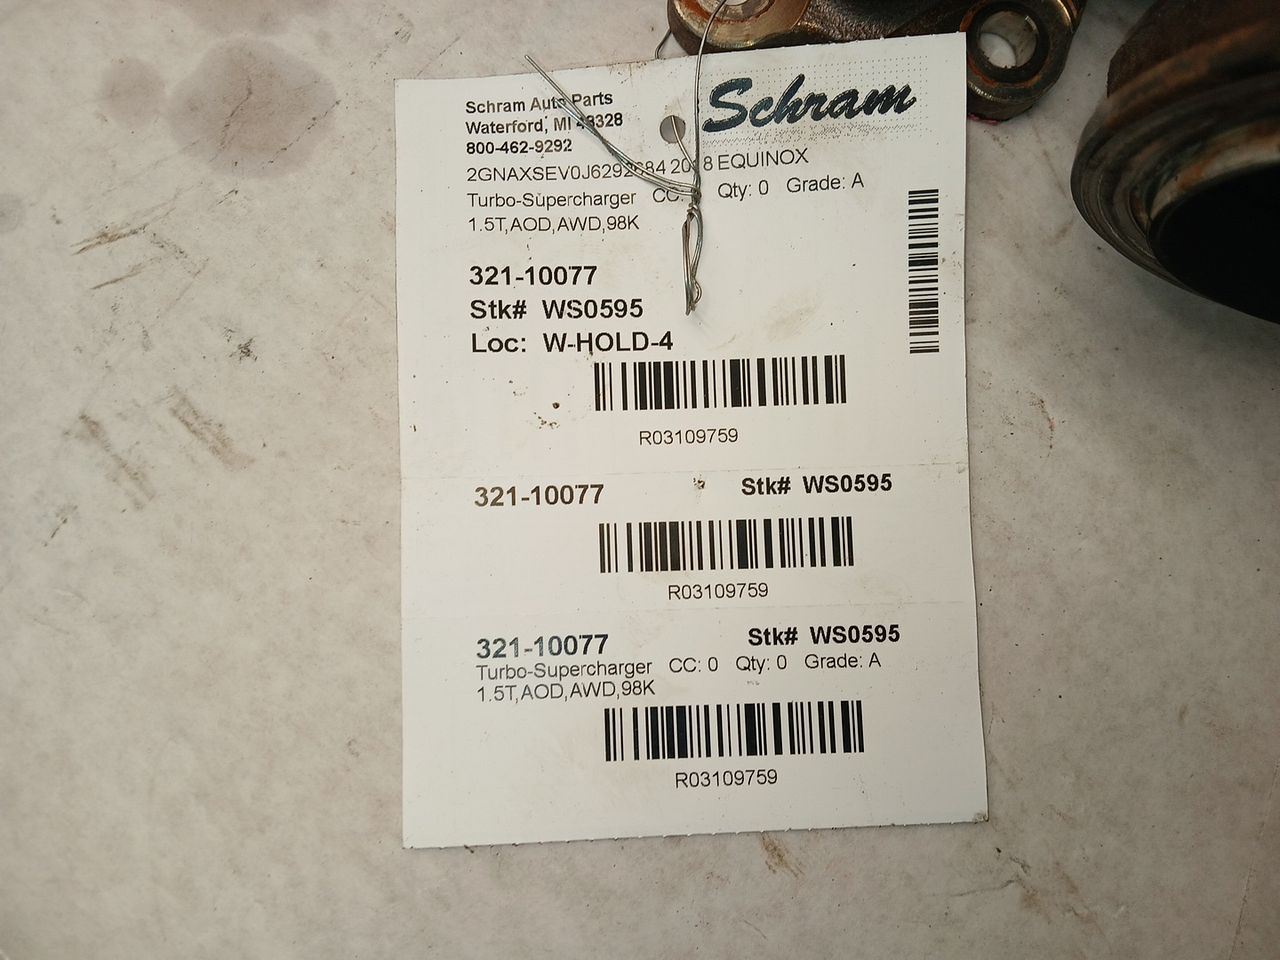 Schram Auto Parts
Waterford, MI 48328
800-462-9292
Schram
2018 EQUINOX
Turbo-Supercharger CC: Qty: 0 Grade: A
1.5T,AOD,AWD,98K
321-10077
Stk# WS0595
Loc: W-HOLD-4
R03109759
321-10077 Stk# WS0595
R03109759
321-10077 Stk# WS0595
Turbo-Supercharger CC: 0 Qty: 0 Grade: A
1.5T,AOD,AWD,98K
R03109759